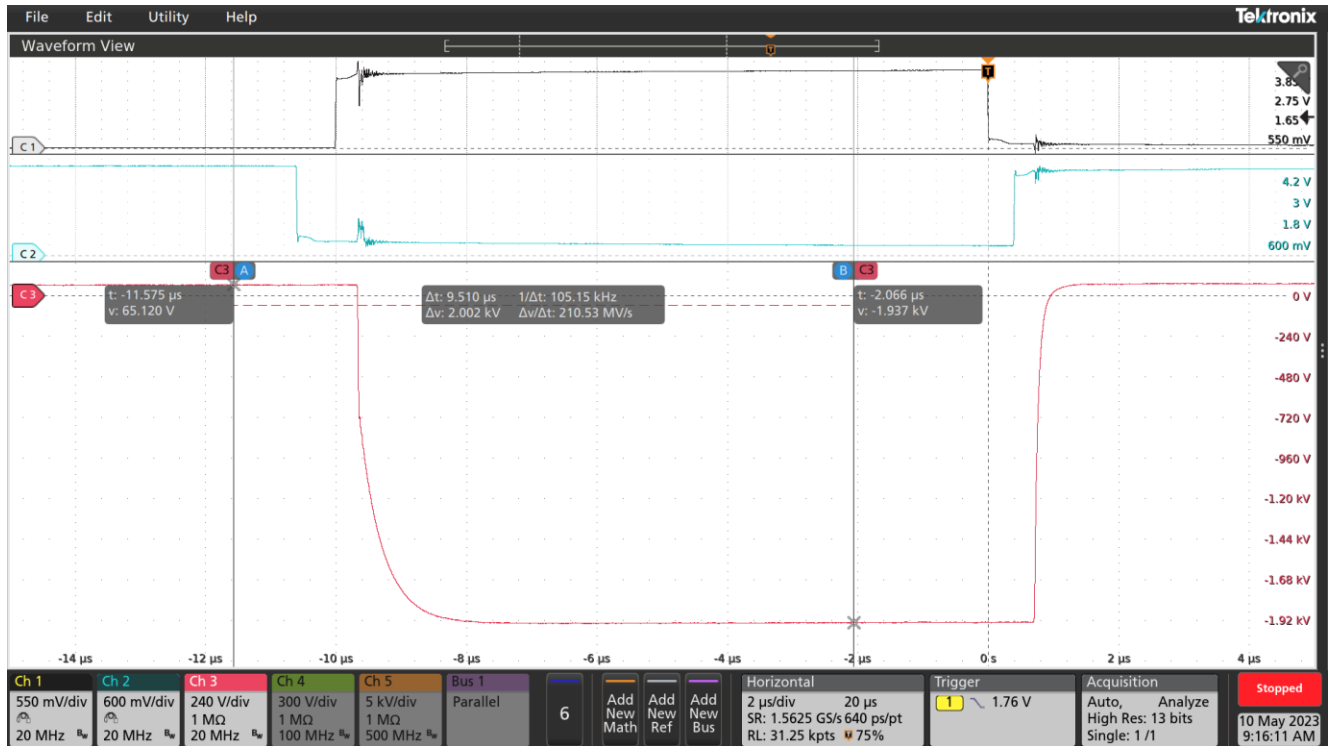 File Edit Utility Help Tektronix
Waveform View
T
T
2.75 V
1.65
550 mV
C 1
4.2 V
3 V
1.8 V
600 mV
C 2
C3 A B C3
C 3
t: -11.575 µs
v: 65.120 V
Δt: 9.510 µs 1/Δt: 105.15 kHz
Δv: 2.002 kV Δv/Δt: 210.53 MV/s
t: -2.066 µs
v: -1.937 kV
0 V
-240 V
-480 V
-720 V
-960 V
-1.20 kV
-1.44 kV
-1.68 kV
-1.92 kV
-14 µs -12 µs -10 µs -8 µs -6 µs -4 µs -2 µs 0 s 2 µs 4 µs
Ch 1
550 mV/div
20 MHz Bw
Ch 2
600 mV/div
20 MHz Bw
Ch 3
240 V/div
1 MΩ
20 MHz Bw
Ch 4
300 V/div
1 MΩ
100 MHz Bw
Ch 5
5 kV/div
1 MΩ
500 MHz Bw
Bus 1
Parallel
6
Add New Math
Add New Ref
Add New Bus
Horizontal
2 µs/div 20 µs
SR: 1.5625 GS/s 640 ps/pt
RL: 31.25 kpts 75%
Trigger
1 1.76 V
Acquisition
Auto, Analyze
High Res: 13 bits
Single: 1 /1
Stopped
10 May 2023
9:16:11 AM